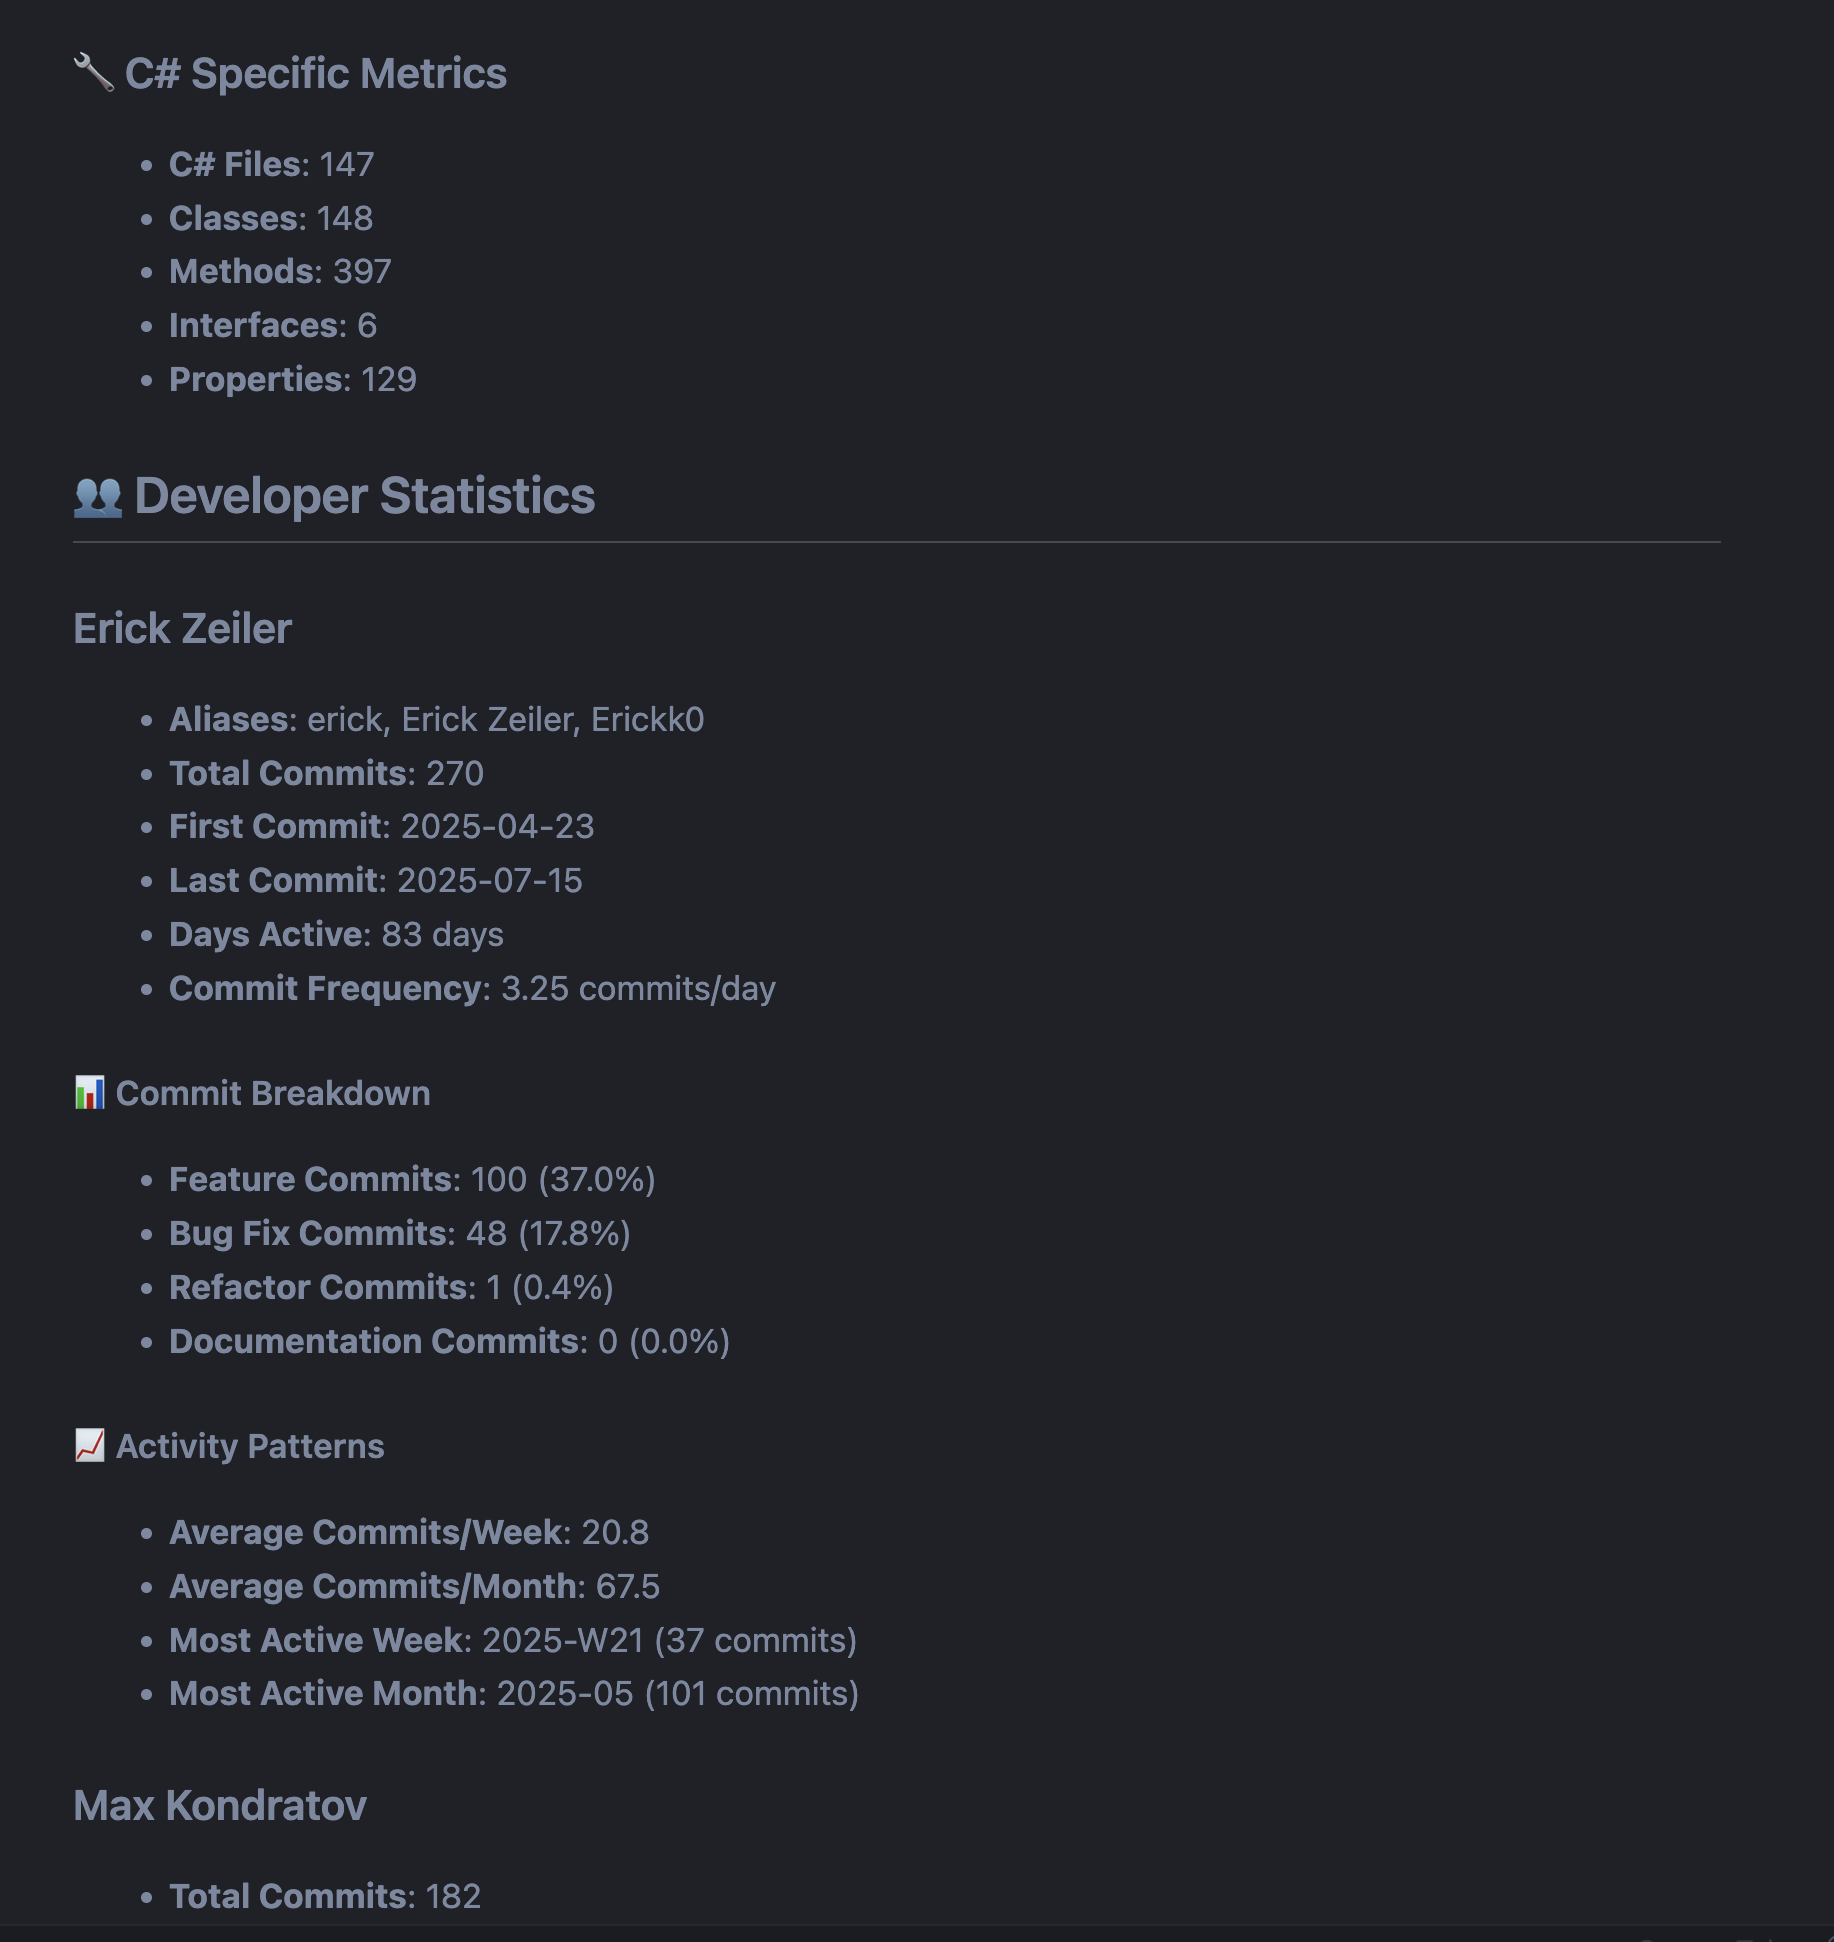 🔧 C# Specific Metrics
• C# Files: 147
• Classes: 148
• Methods: 397
• Interfaces: 6
• Properties: 129
👥 Developer Statistics
Erick Zeiler
• Aliases: erick, Erick Zeiler, Erickk0
• Total Commits: 270
• First Commit: 2025-04-23
• Last Commit: 2025-07-15
• Days Active: 83 days
• Commit Frequency: 3.25 commits/day
📊 Commit Breakdown
• Feature Commits: 100 (37.0%)
• Bug Fix Commits: 48 (17.8%)
• Refactor Commits: 1 (0.4%)
• Documentation Commits: 0 (0.0%)
📈 Activity Patterns
• Average Commits/Week: 20.8
• Average Commits/Month: 67.5
• Most Active Week: 2025-W21 (37 commits)
• Most Active Month: 2025-05 (101 commits)
Max Kondratov
• Total Commits: 182